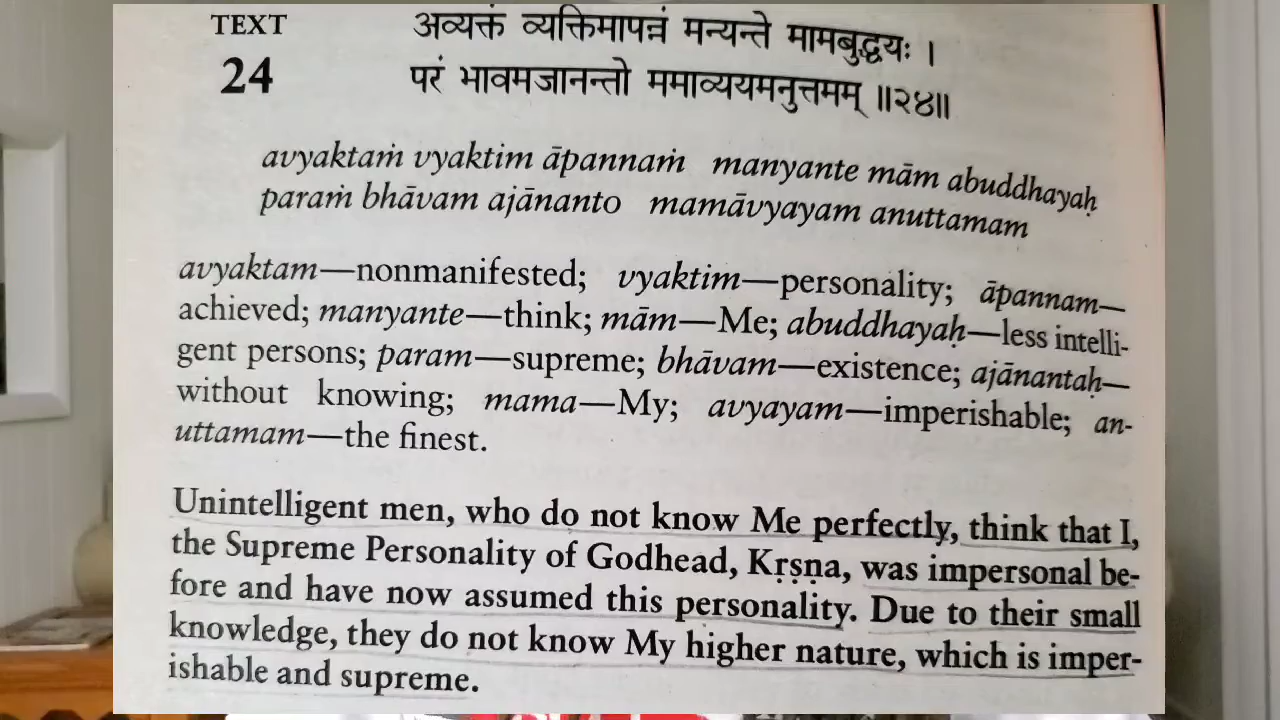 TEXT
24
अव्यक्तं व्यक्तिमापन्नं मन्यन्ते मामबुद्धयः ।
परं भावमजानन्तो ममाव्ययमनुत्तमम् ॥२४॥
avyaktaṁ vyaktim āpannaṁ manyante mām abuddhayaḥ
paraṁ bhāvam ajānanto mamāvyayam anuttamam
avyaktam—nonmanifested; vyaktim—personality; āpannam—
achieved; manyante—think; mām—Me; abuddhayaḥ—less intelli-
gent persons; param—supreme; bhāvam—existence; ajānantaḥ—
without knowing; mama—My; avyayam—imperishable; an-
uttamam—the finest.
Unintelligent men, who do not know Me perfectly, think that I,
the Supreme Personality of Godhead, Kṛṣṇa, was impersonal be-
fore and have now assumed this personality. Due to their small
knowledge, they do not know My higher nature, which is imper-
ishable and supreme.